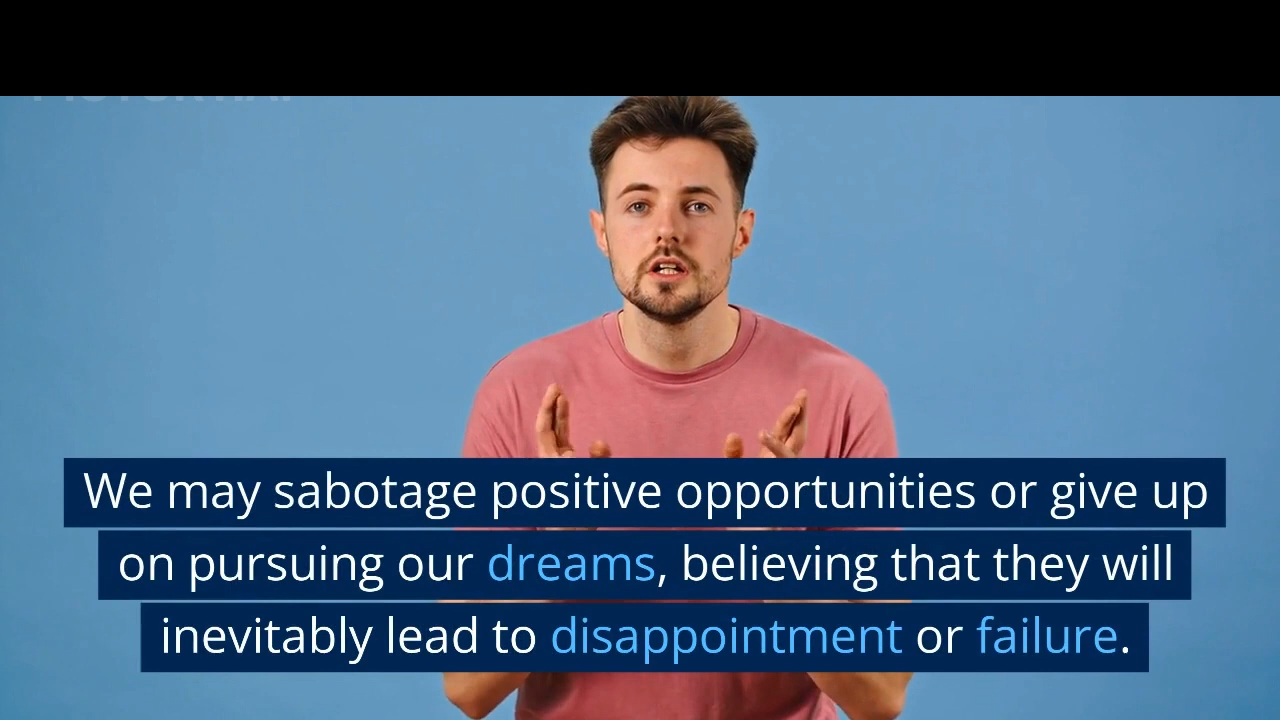 We may sabotage positive opportunities or give up
on pursuing our dreams, believing that they will
inevitably lead to disappointment or failure.